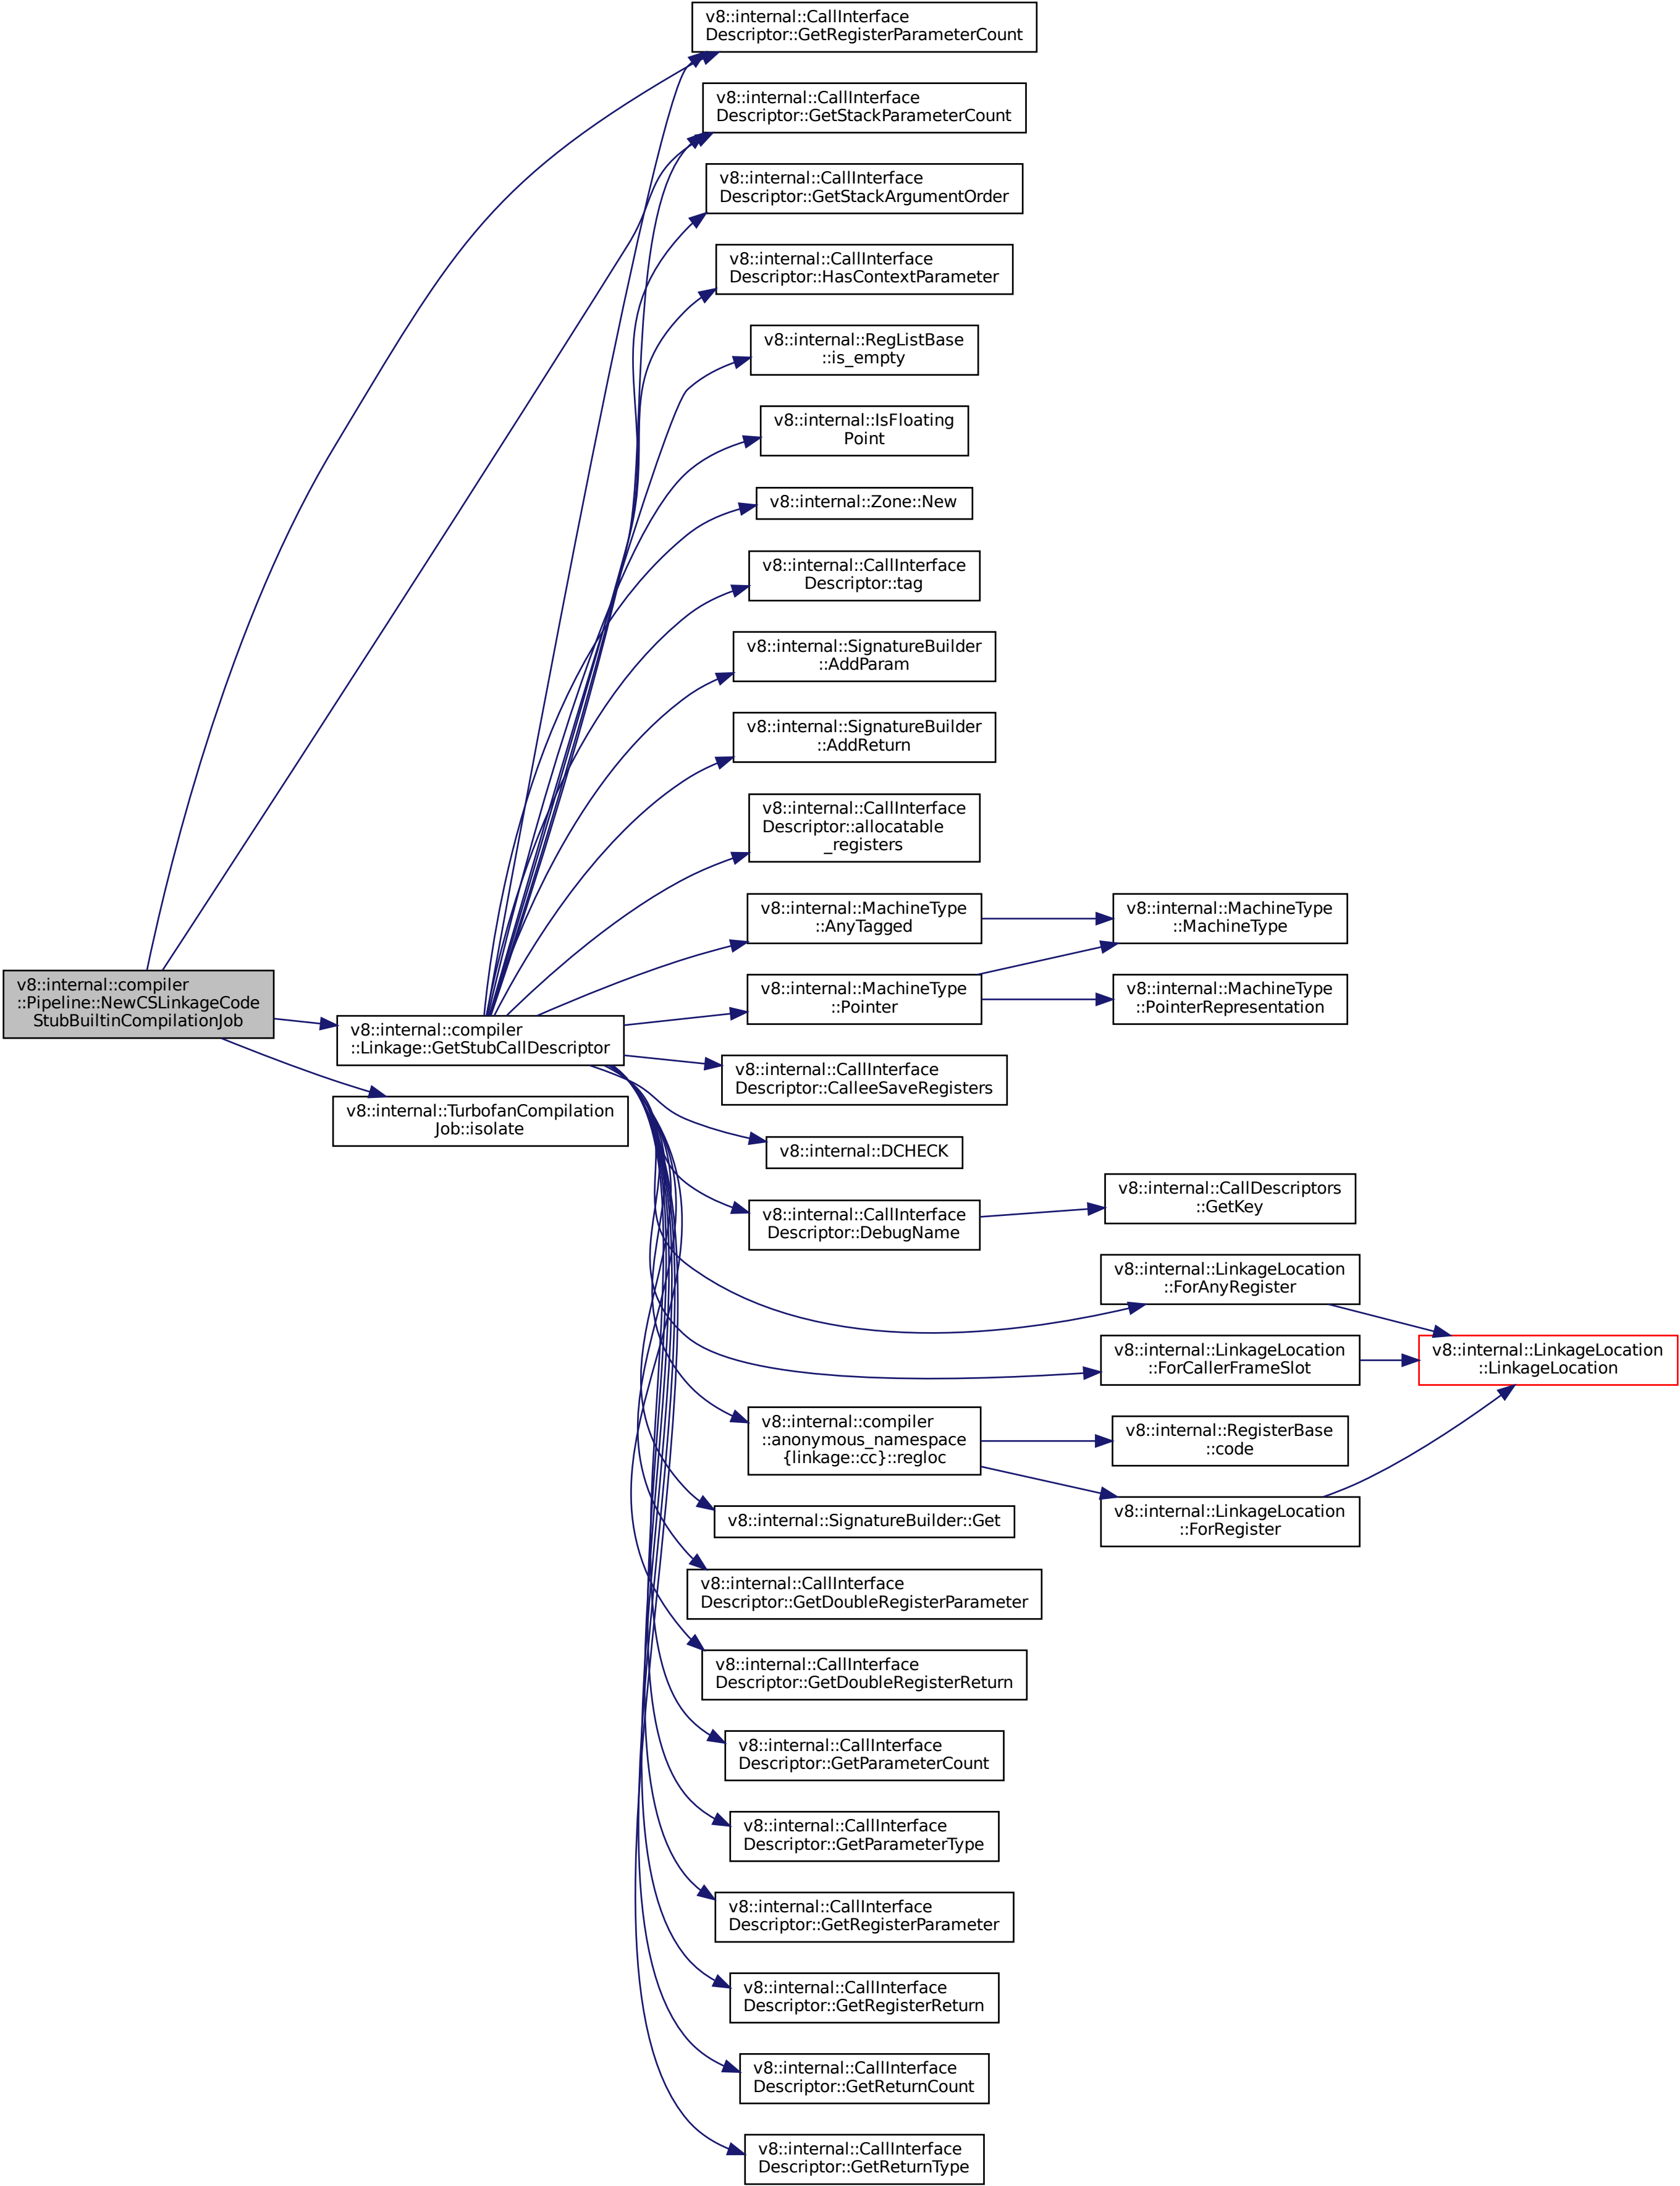 v8::internal::CallInterface
Descriptor::GetRegisterParameterCount
v8::internal::CallInterface
Descriptor::GetStackParameterCount
v8::internal::CallInterface
Descriptor::GetStackArgumentOrder
v8::internal::CallInterface
Descriptor::HasContextParameter
v8::internal::RegListBase
::is_empty
v8::internal::IsFloating
Point
v8::internal::Zone::New
v8::internal::CallInterface
Descriptor::tag
v8::internal::SignatureBuilder
::AddParam
v8::internal::SignatureBuilder
::AddReturn
v8::internal::CallInterface
Descriptor::allocatable
_registers
v8::internal::MachineType
::AnyTagged
v8::internal::MachineType
::MachineType
v8::internal::compiler
::Pipeline::NewCSLinkageCode
StubBuiltinCompilationJob
v8::internal::MachineType
::Pointer
v8::internal::MachineType
::PointerRepresentation
v8::internal::compiler
::Linkage::GetStubCallDescriptor
v8::internal::CallInterface
Descriptor::CalleeSaveRegisters
v8::internal::TurbofanCompilation
Job::isolate
v8::internal::DCHECK
v8::internal::CallInterface
Descriptor::DebugName
v8::internal::CallDescriptors
::GetKey
v8::internal::LinkageLocation
::ForAnyRegister
v8::internal::LinkageLocation
::ForCallerFrameSlot
v8::internal::LinkageLocation
::LinkageLocation
v8::internal::compiler
::anonymous_namespace
{linkage::cc}::regloc
v8::internal::RegisterBase
::code
v8::internal::LinkageLocation
::ForRegister
v8::internal::SignatureBuilder::Get
v8::internal::CallInterface
Descriptor::GetDoubleRegisterParameter
v8::internal::CallInterface
Descriptor::GetDoubleRegisterReturn
v8::internal::CallInterface
Descriptor::GetParameterCount
v8::internal::CallInterface
Descriptor::GetParameterType
v8::internal::CallInterface
Descriptor::GetRegisterParameter
v8::internal::CallInterface
Descriptor::GetRegisterReturn
v8::internal::CallInterface
Descriptor::GetReturnCount
v8::internal::CallInterface
Descriptor::GetReturnType